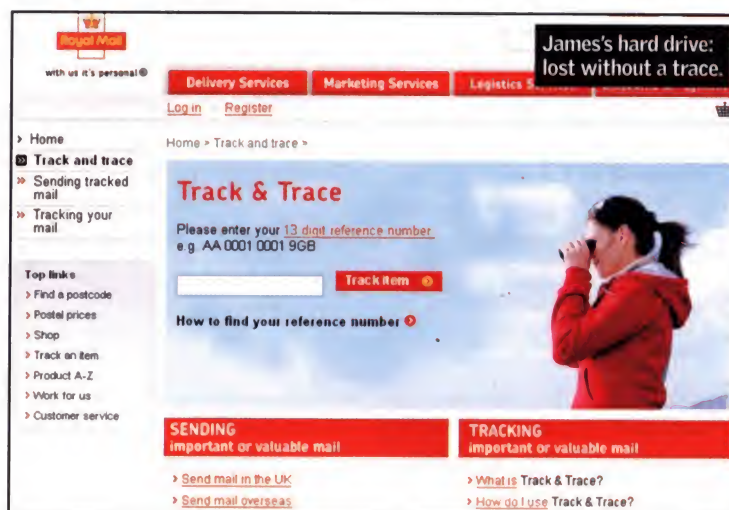 Royal Mail
with us it's personal®
James's hard drive:
lost without a trace.
Delivery Services
Marketing Services
Logistics
Log in
Register
> Home
Track and trace
Sending tracked
mail
Tracking your
mail
Top links
> Find a postcode
> Postal prices
> Shop
> Track an item
> Product A-Z
> Work for us
> Customer service
Home > Track and trace >
Track & Trace
Please enter your 13 digit reference number
e.g. AA 0001 0001 9GB
Track Item
How to find your reference number
SENDING
important or valuable mail
> Send mail in the UK
> Send mail overseas
TRACKING
important or valuable mail
> What is Track & Trace?
> How do I use Track & Trace?